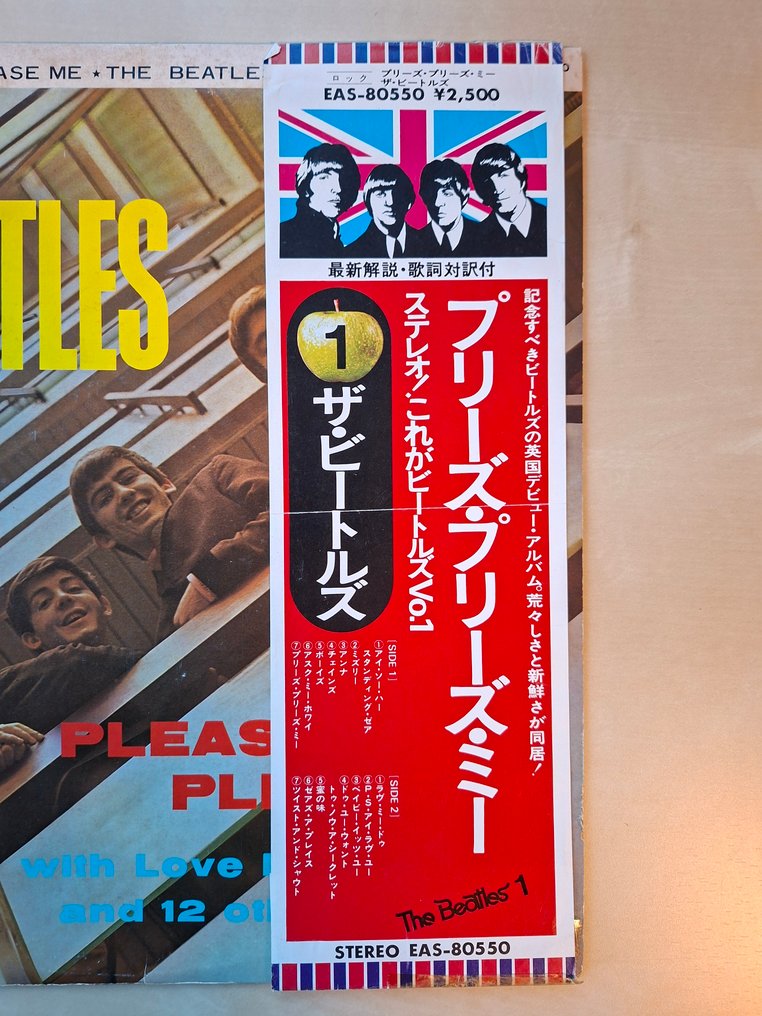 ASE ME ★ THE BEATLE
TLES
PLEAS
PL
with Love
and 12 ot
ロック
プリーズ・プリーズ・ミー
ザ・ビートルズ
EAS-80550 ¥2,500
最新解説・歌詞対訳付
記念すべきビートルズの英国デビュー・アルバム。荒々しさと新鮮さが同居!
プリーズ・プリーズ・ミー
ステレオ!これがビートルズVo.1
1
ザ・ビートルズ
[SIDE 1]
①アイ・ソー・ハー
スタンディング・ゼア
②ミズリー
③アンナ
④チェインズ
⑤ボーイズ
⑥アスク・ミー・ホワイ
⑦プリーズ・プリーズ・ミー
[SIDE 2]
①ラヴ・ミー・ドゥ
②P・S・アイ・ラヴ・ユー
③ベイビー・イッツ・ユー
④ドゥ・ユー・ウォント
トゥ・ノウ・ア・シークレット
⑤蜜の味
⑥ゼアズ・ア・プレイス
⑦ツイスト・アンド・シャウト
The Beatles 1
STEREO EAS-80550